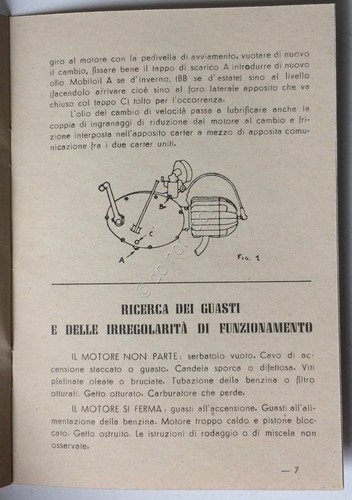 giro al motore con la pedivella di avviamento, vuotare di nuovo
il cambio, fissare bene il tappo di scarico A introdurre di nuovo
olio Mobiloil A se d'inverno, (BB se d'estate) sino al livello
(facendolo arrivare cioè sino al foro laterale apposito che va
chiuso col tappo C) tolto per l'occorrenza.
L'olio del cambio di velocità passa a lubrificare anche la
coppia di ingranaggi di riduzione dal motore al cambio e fri-
zione interposta nell'apposito carter a mezzo di apposita comu-
nicazione fra i due carter uniti.
B
C
A
FIG. 1
RICERCA DEI GUASTI
E DELLE IRREGOLARITÀ DI FUNZIONAMENTO
IL MOTORE NON PARTE: serbatoio vuoto. Cavo di ac-
censione staccato o guasto. Candela sporca o difettosa. Viti
platinate oleate o bruciate. Tubazione della benzina o filtro
otturati. Getto otturato. Carburatore che perde.
IL MOTORE SI FERMA: guasti all'accensione. Guasti all'ali-
mentazione della benzina. Motore troppo caldo e pistone bloc-
cato. Getto ostruito. Le istruzioni di rodaggio o di miscela non
osservate.
— 7